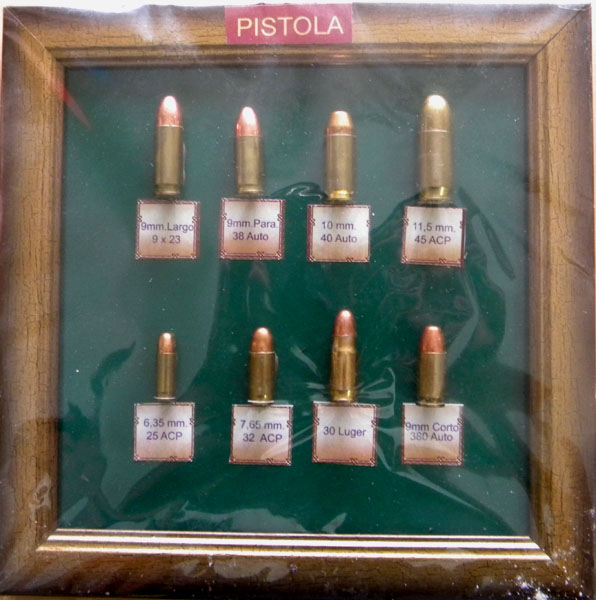 PISTOLA
9mm.Largo
9 x 23
9mm.Para.
38 Auto
10 mm.
40 Auto
11,5 mm.
45 ACP
6,35 mm.
25 ACP
7,65 mm.
32 ACP
30 Luger
9mm Corto
380 Auto